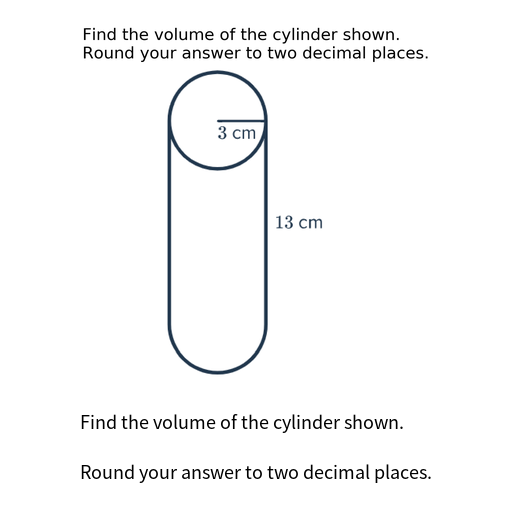 Find the volume of the cylinder shown.
Round your answer to two decimal places.
3 cm
13 cm
Find the volume of the cylinder shown.
Round your answer to two decimal places.